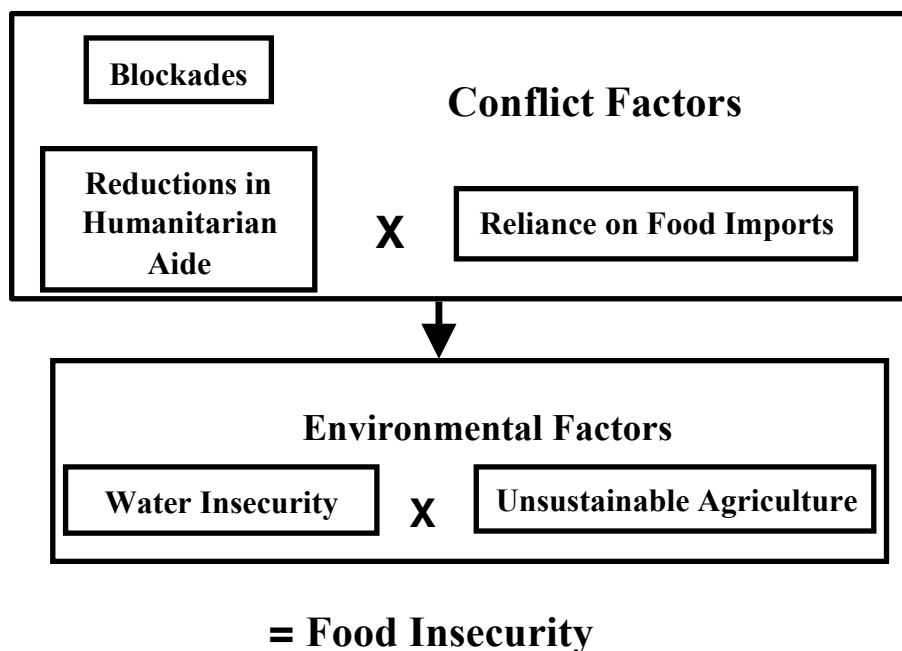 Blockades
Conflict Factors
Reductions in
Humanitarian
Aide
X
Reliance on Food Imports
Environmental Factors
Water Insecurity
X
Unsustainable Agriculture
= Food Insecurity